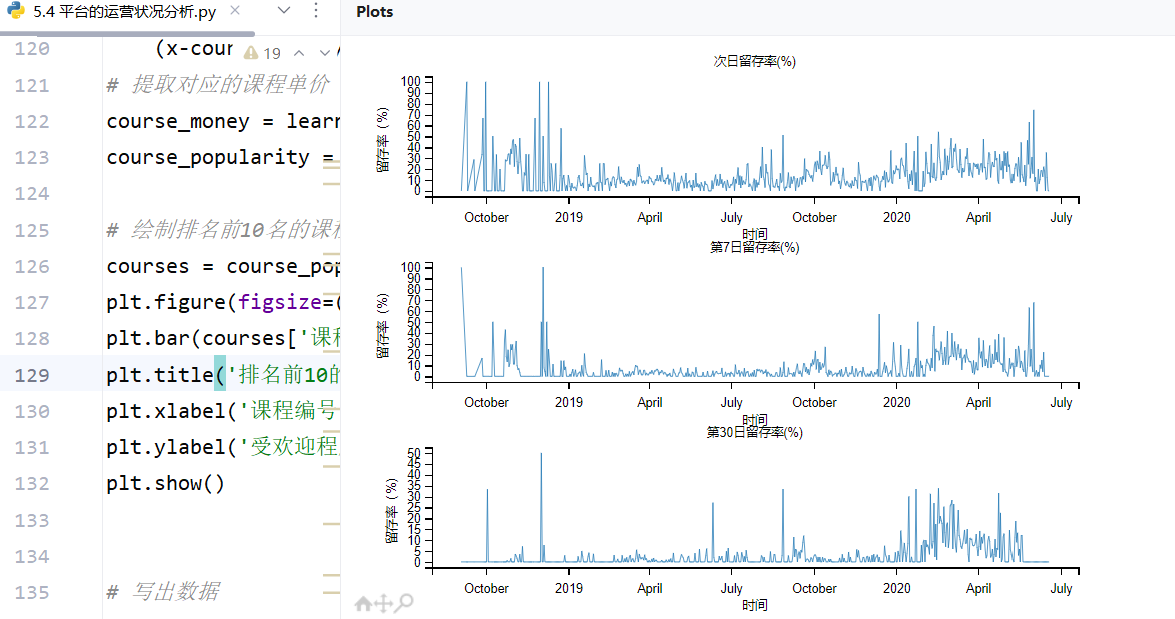 5.4 平台的运营状况分析.py
Plots
120 (x-cour
19
121 # 提取对应的课程单价
122 course_money = learn
123 course_popularity =
124
125 # 绘制排名前10名的课程
126 courses = course_pop
127 plt.figure(figsize=(
128 plt.bar(courses['课程
129 plt.title('排名前10的
130 plt.xlabel('课程编号
131 plt.ylabel('受欢迎程
132 plt.show()
133
134
135 # 写出数据
次日留存率(%)
留存率（%）
100
90
80
70
60
50
40
30
20
10
0
October 2019 April July October 2020 April July
时间
第7日留存率(%)
留存率（%）
100
90
80
70
60
50
40
30
20
10
0
October 2019 April July October 2020 April July
时间
第30日留存率(%)
留存率（%）
50
45
40
35
30
25
20
15
10
5
0
October 2019 April July October 2020 April July
时间